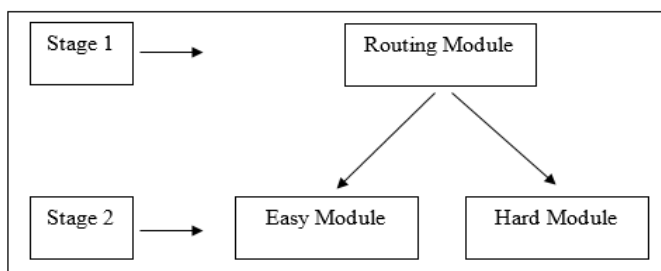 Stage 1
Routing Module
Stage 2
Easy Module
Hard Module